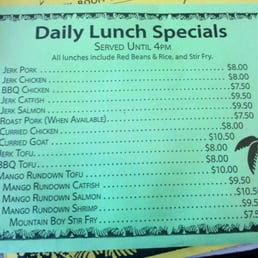 ROOM
Daily Lunch Specials
Served Until 4pm
All lunches include Red Beans & Rice, and Stir Fry.
Jerk Pork $8.00
Jerk Chicken $8.00
BBQ Chicken $7.50
Jerk Catfish $9.50
Jerk Salmon $9.50
Roast Pork (When Available) $7.50
Curried Chicken $8.00
Curried Goat $10.50
Jerk Tofu $8.00
BBQ Tofu $8.00
Mango Rundown Tofu $10.00
Mango Rundown Catfish $9.50
Mango Rundown Salmon $10.50
Mango Rundown Shrimp $9.5
Mountain Boy Stir Fry $7.5